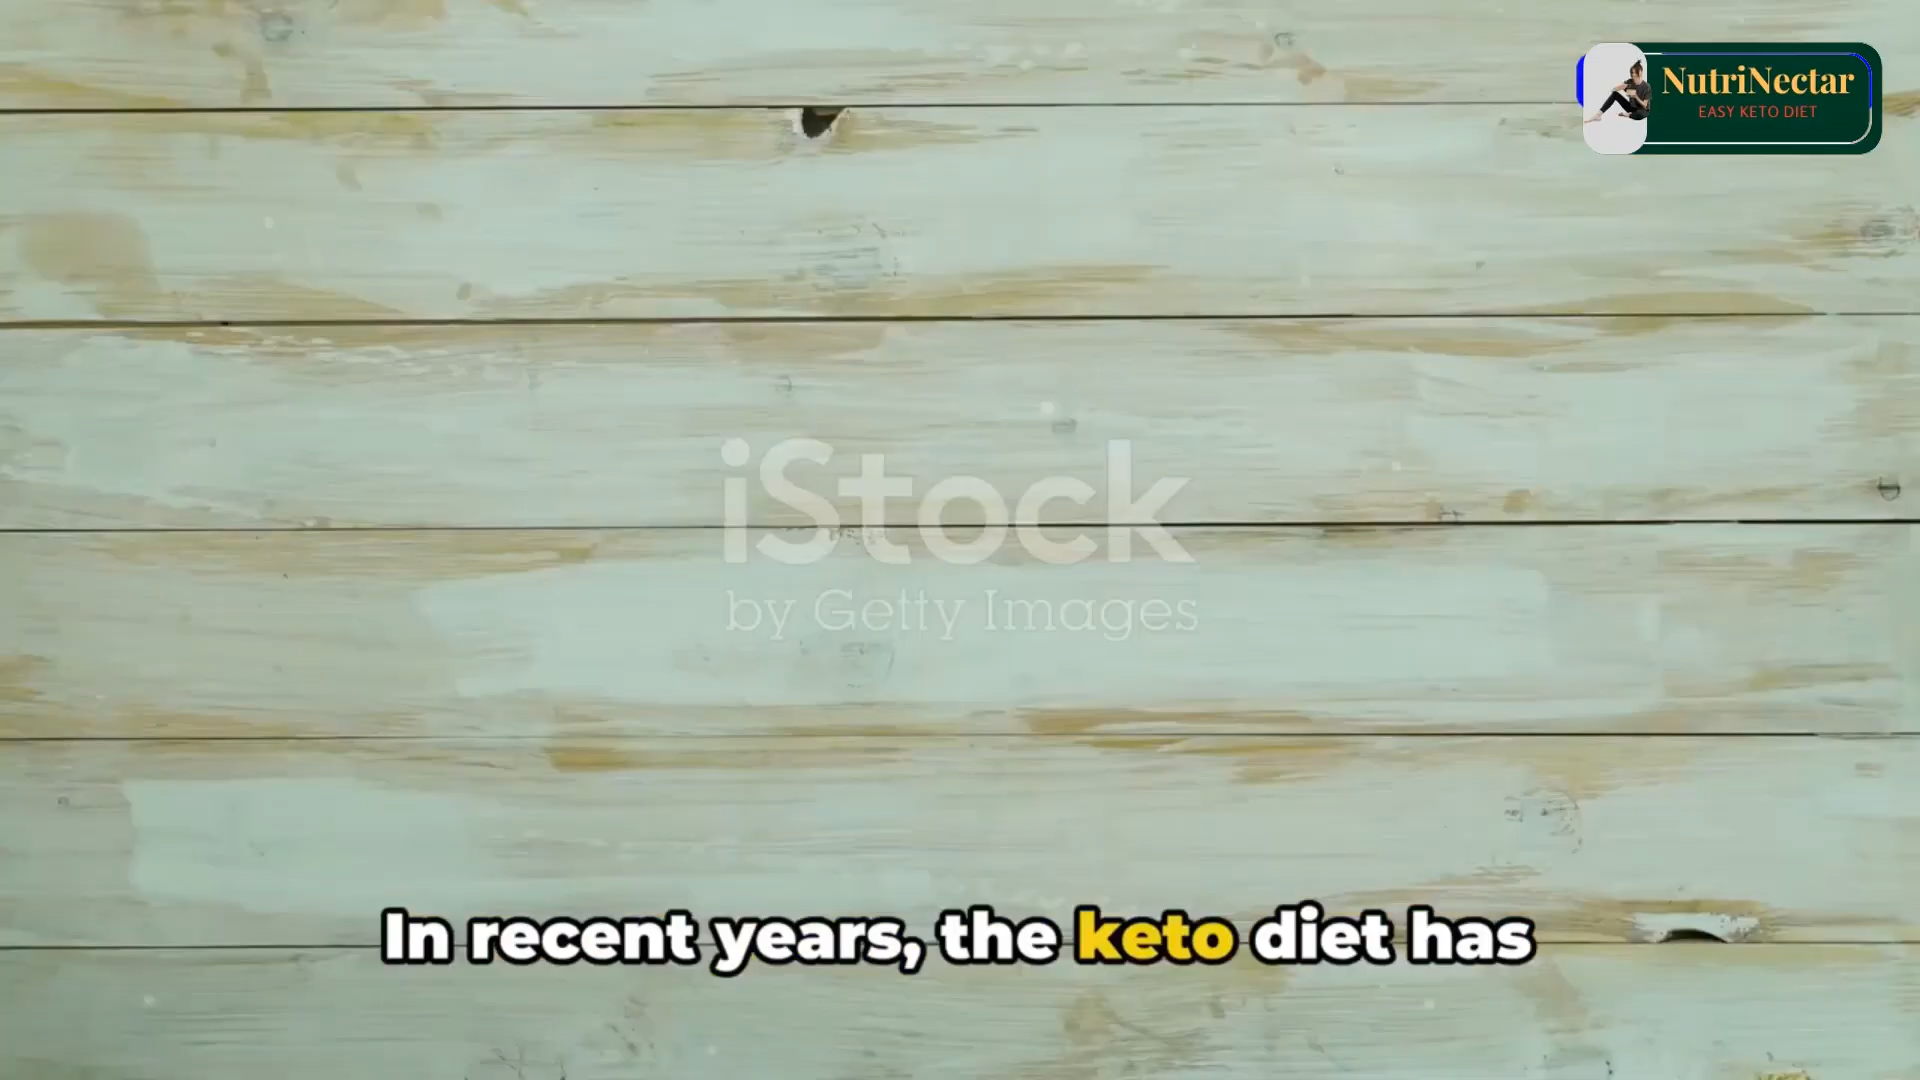 NutriNectar
EASY KETO DIET
iStock
by Getty Images
In recent years, the keto diet has